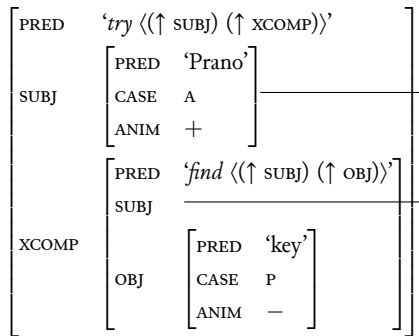 PRED ‘try ⟨(↑ SUBJ) (↑ XCOMP)⟩’
PRED ‘Prano’
SUBJ CASE A
ANIM +
PRED ‘find ⟨(↑ SUBJ) (↑ OBJ)⟩’
SUBJ
XCOMP PRED ‘key’
OBJ CASE P
ANIM −